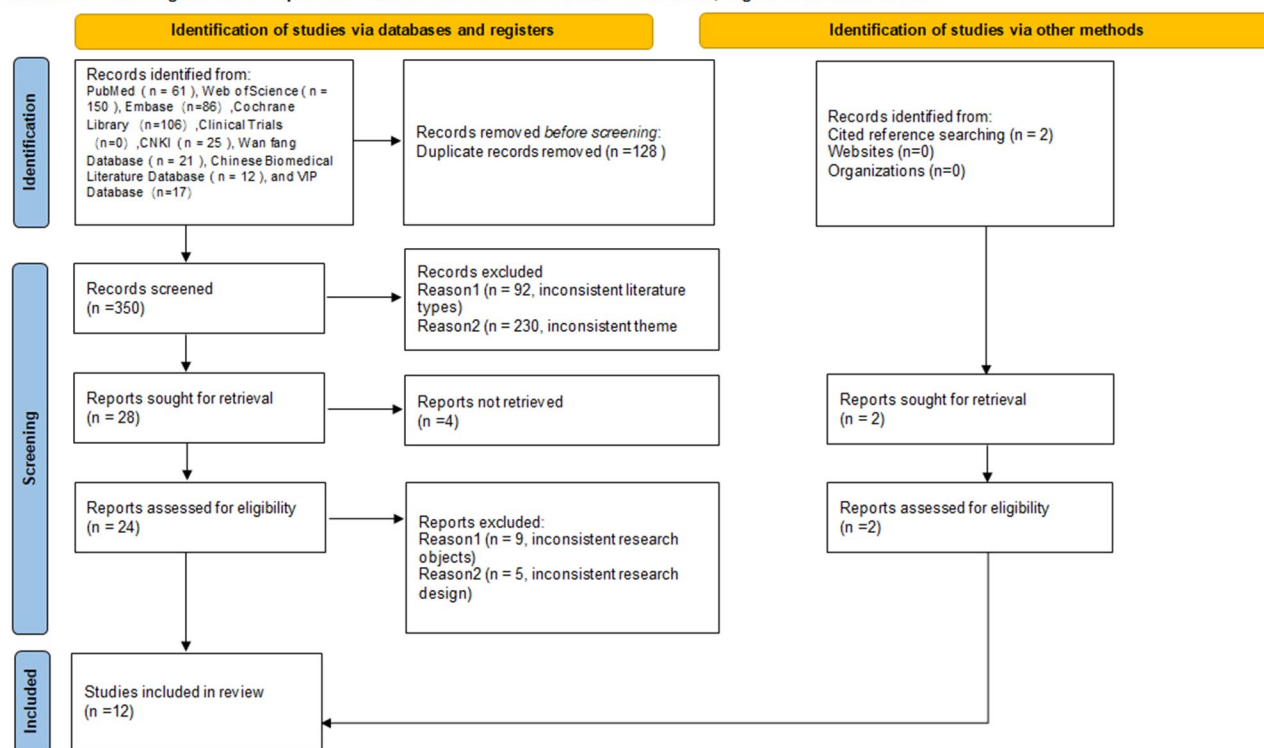 Identification of studies via databases and registers
Identification of studies via other methods
Identification
Records identified from:
PubMed ( n = 61 ), Web ofScience ( n =
150 ), Embase (n=86) ,Cochrane
Library (n=106) ,Clinical Trials
(n=0) ,CNKI ( n = 25 ), Wan fang
Database ( n = 21 ), Chinese Biomedical
Literature Database ( n = 12 ), and VIP
Database (n=17)
Records removed before screening:
Duplicate records removed (n =128 )
Records identified from:
Cited reference searching (n = 2)
Websites (n=0)
Organizations (n=0)
Screening
Records screened
(n =350)
Records excluded
Reason1 (n = 92, inconsistent literature
types)
Reason2 (n = 230, inconsistent theme
Reports sought for retrieval
(n = 28)
Reports not retrieved
(n =4)
Reports sought for retrieval
(n = 2)
Reports assessed for eligibility
(n = 24)
Reports excluded:
Reason1 (n = 9, inconsistent research
objects)
Reason2 (n = 5, inconsistent research
design)
Reports assessed for eligibility
(n =2)
Included
Studies included in review
(n =12)